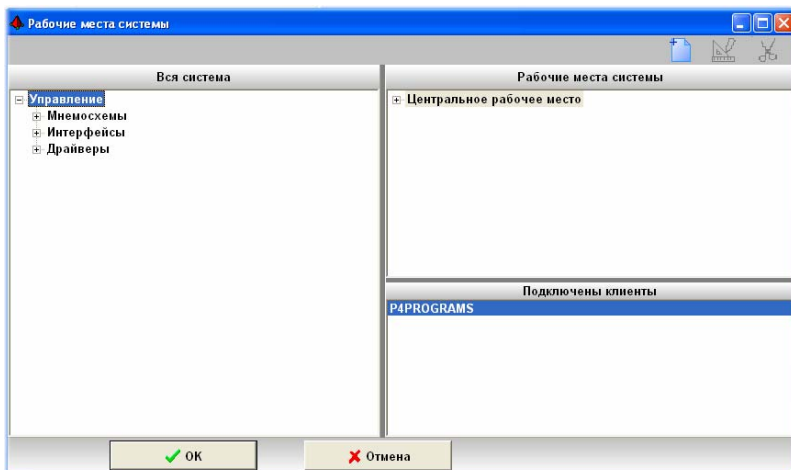 Рабочие места системы
Вся система
Рабочие места системы
Управление
Мнемосхемы
Интерфейсы
Драйверы
Центральное рабочее место
Подключены клиенты
P4PROGRAMS
OK
Отмена